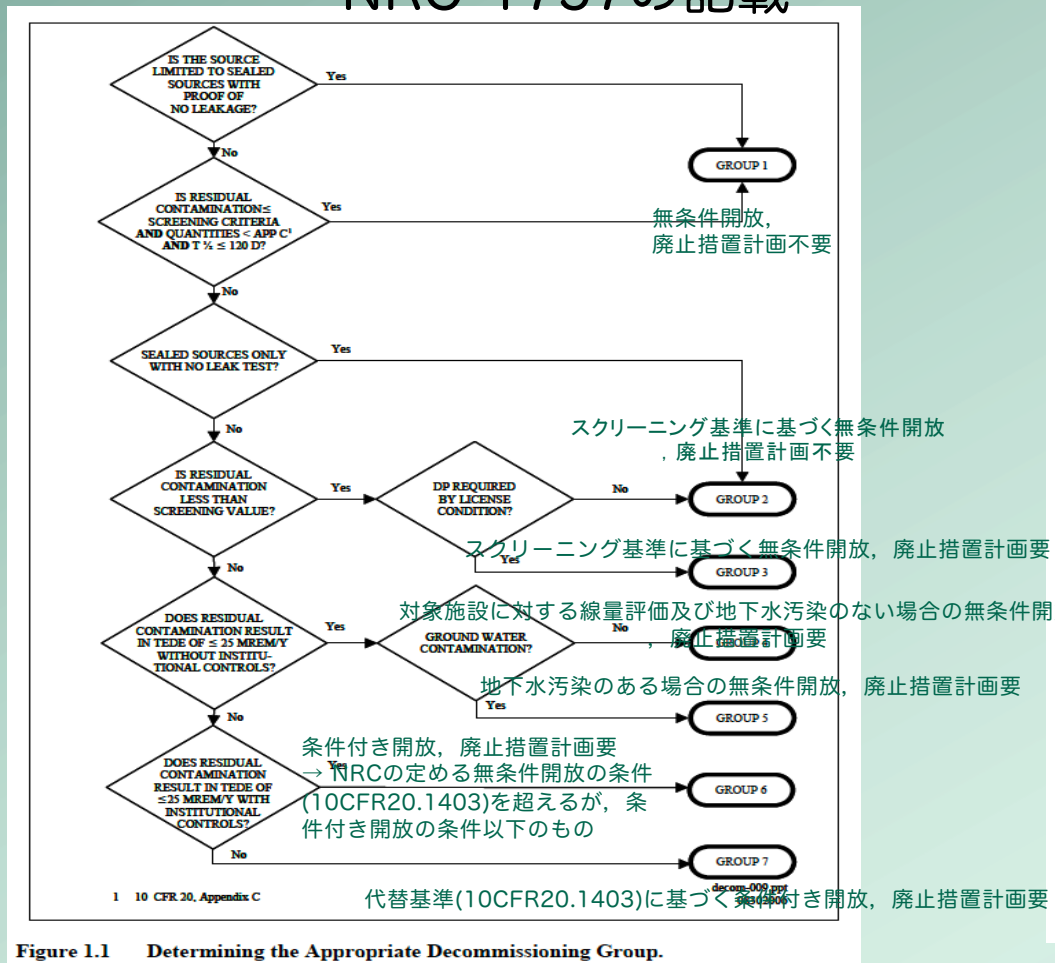 NRC 1757の記載
IS THE SOURCE
LIMITED TO SEALED
SOURCES WITH
PROOF OF
NO LEAKAGE?
Yes
GROUP 1
No
IS RESIDUAL
CONTAMINATION≤
SCREENING CRITERIA
AND QUANTITIES < APP C¹
AND T ½ ≤ 120 D?
Yes
無条件開放,
廃止措置計画不要
No
SEALED SOURCES ONLY
WITH NO LEAK TEST?
Yes
No
スクリーニング基準に基づく無条件開放
, 廃止措置計画不要
IS RESIDUAL
CONTAMINATION
LESS THAN
SCREENING VALUE?
Yes
DP REQUIRED
BY LICENSE
CONDITION?
No
GROUP 2
スクリーニング基準に基づく無条件開放, 廃止措置計画要
Yes
GROUP 3
No
対象施設に対する線量評価及び地下水汚染のない場合の無条件開
, 廃止措置計画要
DOES RESIDUAL
CONTAMINATION RESULT
IN TEDE OF ≤ 25 MREM/Y
WITHOUT INSTITU-
TIONAL CONTROLS?
Yes
GROUND WATER
CONTAMINATION?
No
GROUP 4
地下水汚染のある場合の無条件開放, 廃止措置計画要
Yes
GROUP 5
No
DOES RESIDUAL
CONTAMINATION
RESULT IN TEDE OF
≤25 MREM/Y WITH
INSTITUTIONAL
CONTROLS?
Yes
条件付き開放, 廃止措置計画要
→ NRCの定める無条件開放の条件
(10CFR20.1403)を超えるが, 条
件付き開放の条件以下のもの
GROUP 6
No
GROUP 7
decom-009.ppt
1 10 CFR 20, Appendix C
代替基準(10CFR20.1403)に基づく条件付き開放, 廃止措置計画要
Figure 1.1 Determining the Appropriate Decommissioning Group.